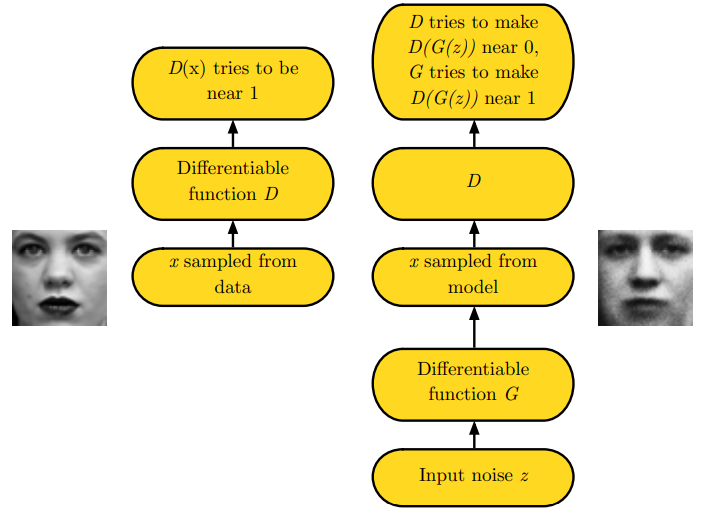 D(x) tries to be
near 1
Differentiable
function D
x sampled from
data
D tries to make
D(G(z)) near 0,
G tries to make
D(G(z)) near 1
D
x sampled from
model
Differentiable
function G
Input noise z